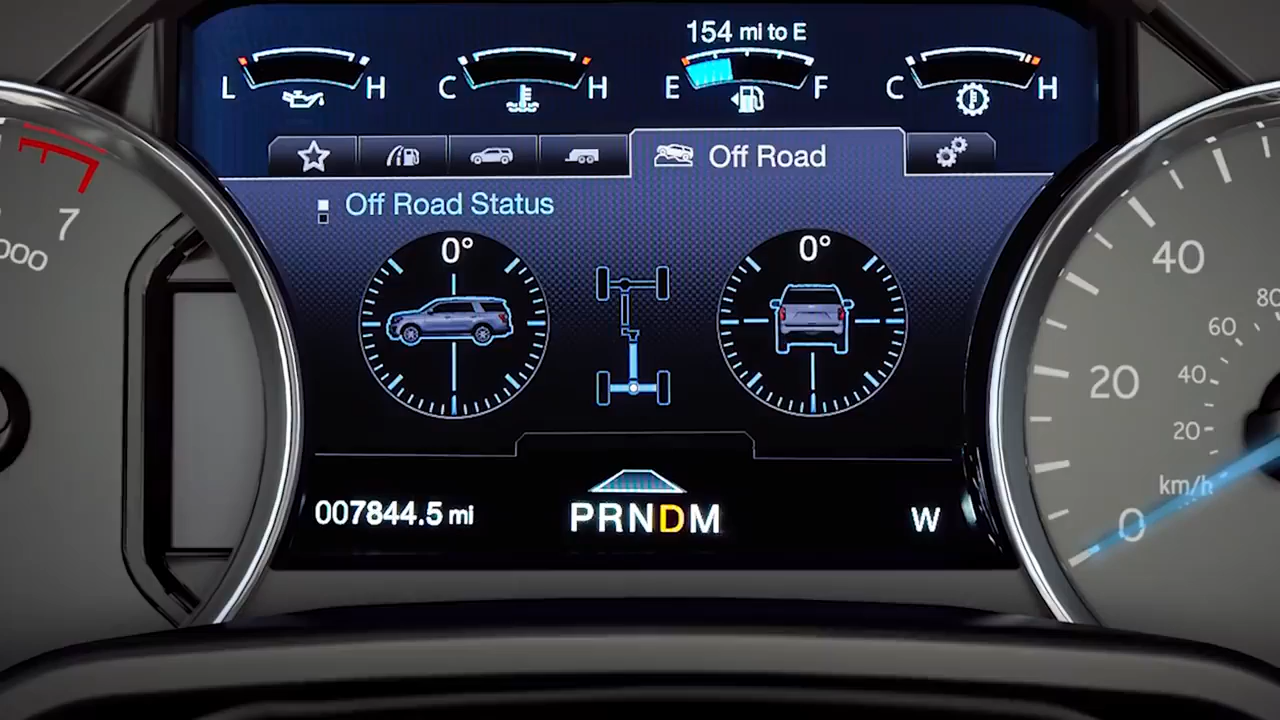 154 mi to E
L H C H E F C H
Off Road
Off Road Status
0° 0°
7
000
40
80
60
20
40
20
km/h
0
007844.5 mi
PRNDM
W